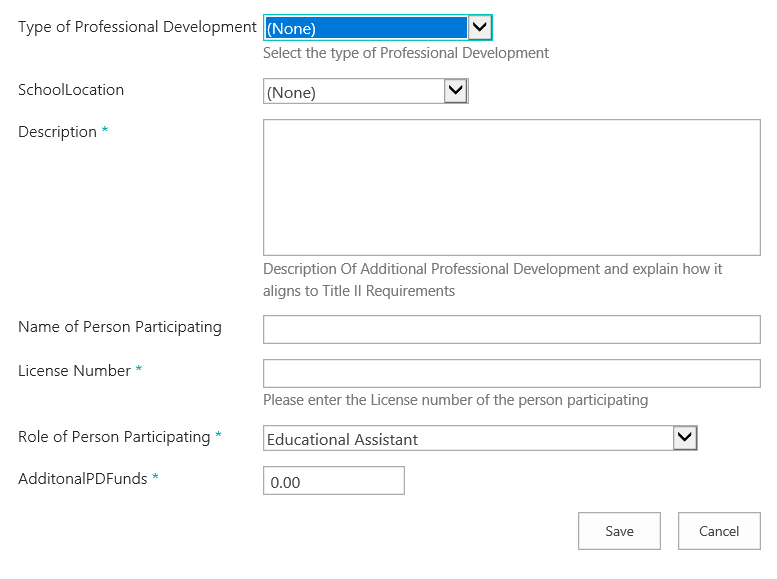 Type of Professional Development (None)
Select the type of Professional Development
SchoolLocation (None)
Description *
Description Of Additional Professional Development and explain how it
aligns to Title II Requirements
Name of Person Participating
License Number *
Please enter the License number of the person participating
Role of Person Participating * Educational Assistant
AdditonalPDFunds * 0.00
Save Cancel